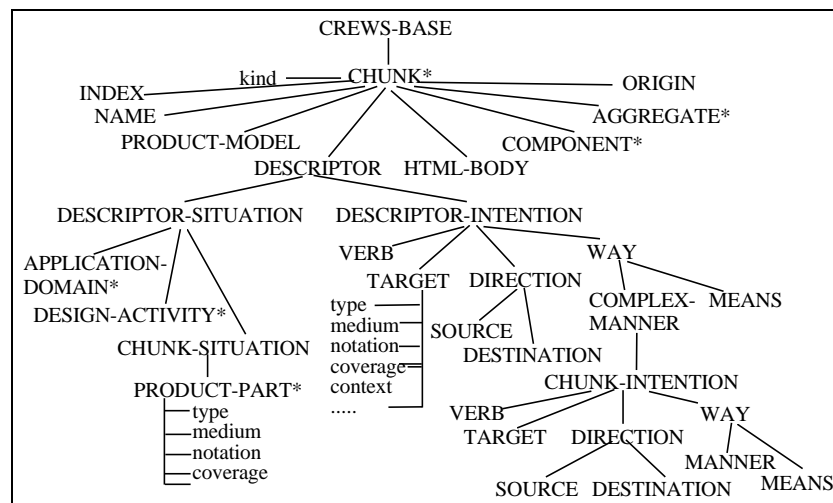 CREWS-BASE
kind CHUNK* ORIGIN
INDEX
NAME AGGREGATE*
PRODUCT-MODEL COMPONENT*
DESCRIPTOR HTML-BODY
DESCRIPTOR-SITUATION DESCRIPTOR-INTENTION
VERB WAY
APPLICATION-
DOMAIN*
TARGET DIRECTION
COMPLEX-
MANNER
MEANS
DESIGN-ACTIVITY*
type
medium
notation
coverage
context
.....
SOURCE
DESTINATION
CHUNK-SITUATION
PRODUCT-PART*
type
medium
notation
coverage
CHUNK-INTENTION
VERB WAY
TARGET DIRECTION
MANNER
SOURCE DESTINATION MEANS